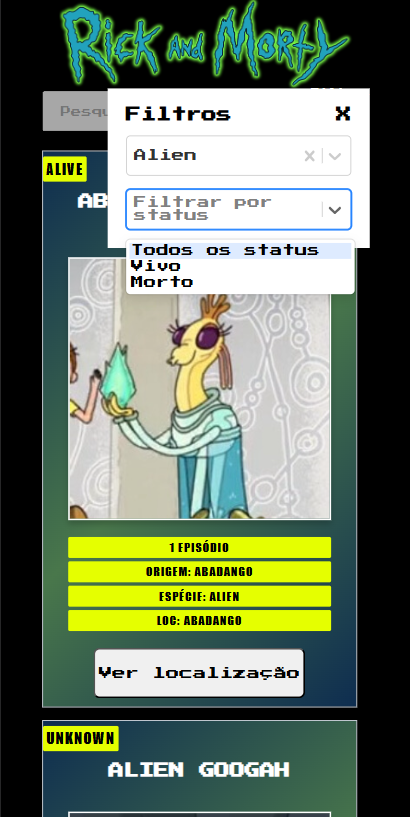 Rick and Morty
Pesqu
Filtros X
ALIVE
Alien
AB
Filtrar por
status
Todos os status
Vivo
Morto
1 EPISÓDIO
ORIGEM: ABADANGO
ESPÉCIE: ALIEN
LOC: ABADANGO
Ver localização
UNKNOWN
ALIEN GOOGAH